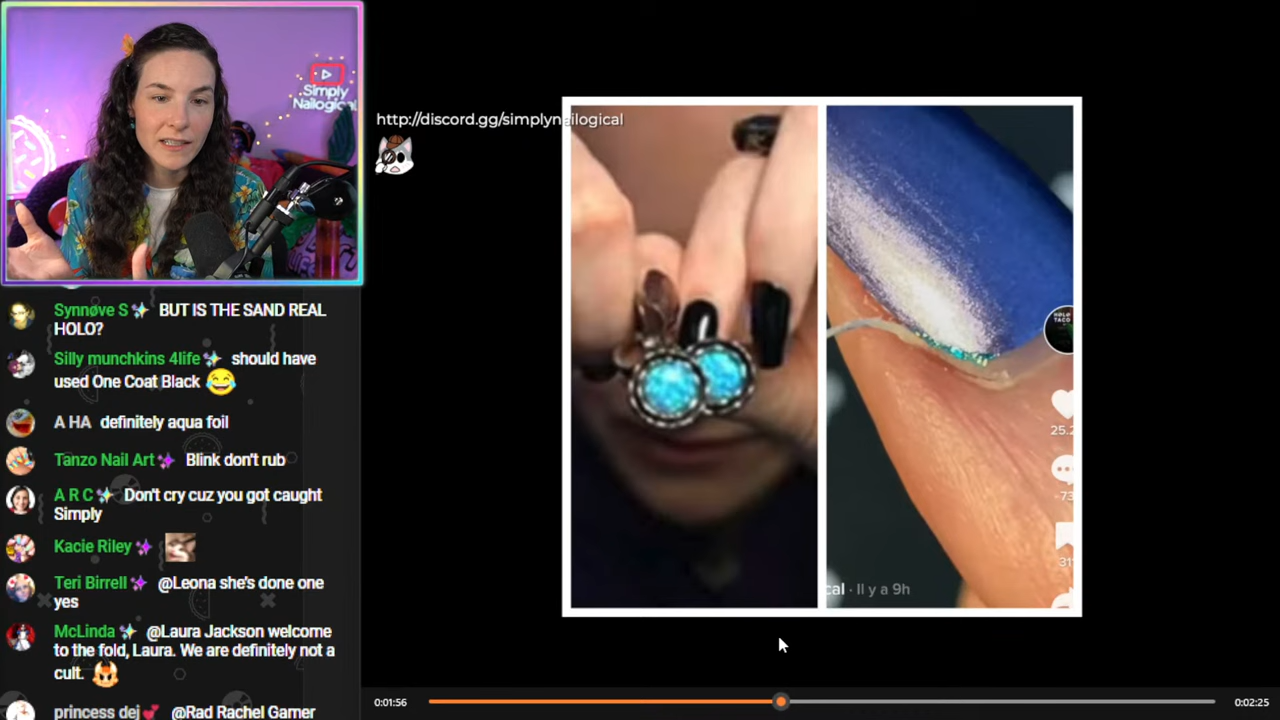 Simply
Nailogical
http://discord.gg/simplynailogical
Synnøve S BUT IS THE SAND REAL
HOLO?
Silly munchkins 4life should have
used One Coat Black
A HA definitely aqua foil
Tanzo Nail Art Blink don't rub
A R C Don't cry cuz you got caught
Simply
Kacie Riley
Teri Birrell @Leona she's done one
yes
McLinda @Laura Jackson welcome
to the fold, Laura. We are definitely not a
cult.
princess dej @Rad Rachel Gamer
HOLO
TACO
25.2
73
31
cal · Il y a 9h
0:01:56
0:02:25